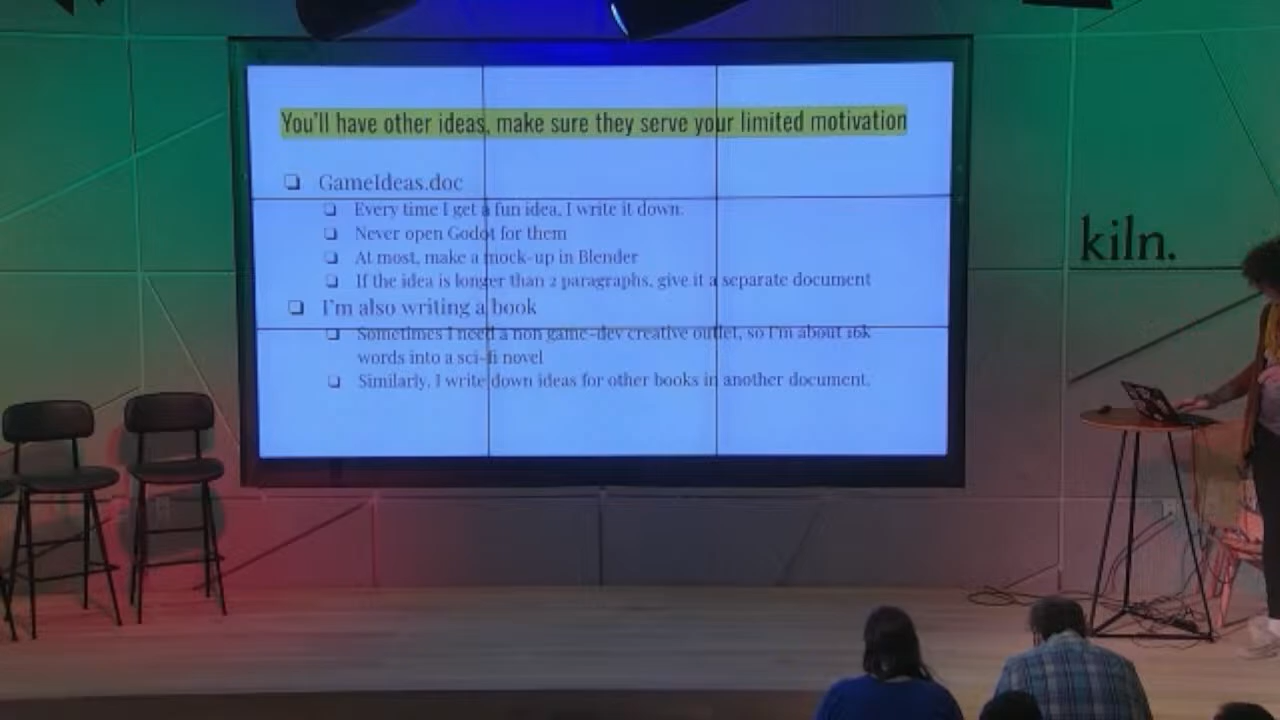 You'll have other ideas, make sure they serve your limited motivation
GameIdeas.doc
Every time I get a fun idea, I write it down.
Never open Godot for them
At most, make a mock-up in Blender
If the idea is longer than 2 paragraphs, give it a separate document
I'm also writing a book
Sometimes I need a non game-dev creative outlet, so I'm about 16k
words into a sci-fi novel
Similarly, I write down ideas for other books in another document.
kiln.